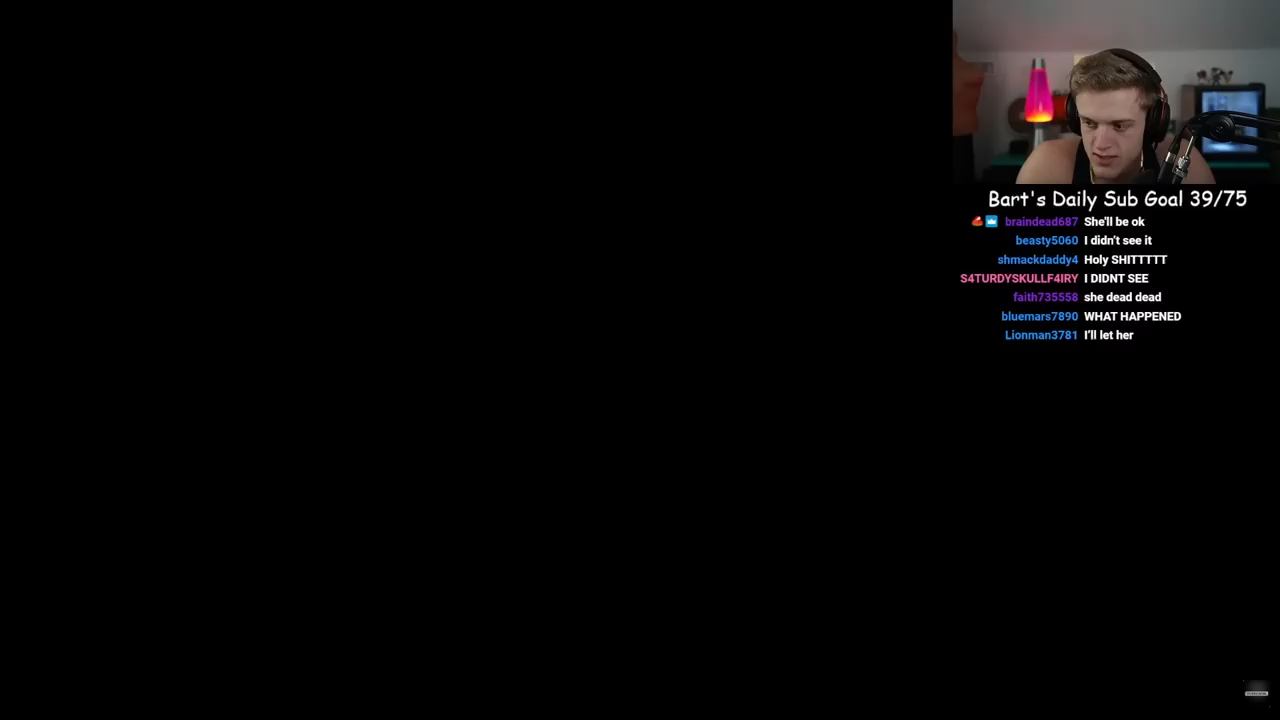 Bart's Daily Sub Goal 39/75
braindead687 She'll be ok
beasty5060 I didn't see it
shmackdaddy4 Holy SHITTTTT
S4TURDYSKULLF4IRY I DIDNT SEE
faith735558 she dead dead
bluemars7890 WHAT HAPPENED
Lionman3781 I'll let her